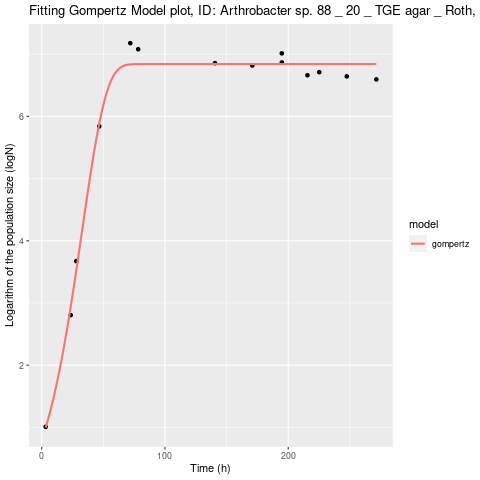 Fitting Gompertz Model plot, ID: Arthrobacter sp. 88 _ 20 _ TGE agar _ Roth,
Logarithm of the population size (logN)
6
4
2
0
100
200
Time (h)
model
gompertz